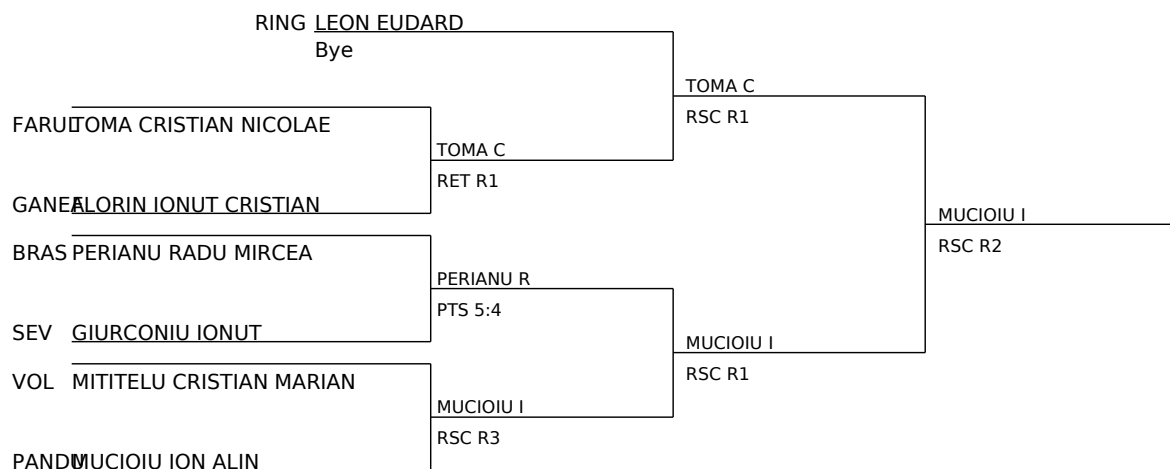 RING LEON EUDARD
Bye
TOMA C
RSC R1
FARUL TOMA CRISTIAN NICOLAE
TOMA C
RET R1
GANEA FLORIN IONUT CRISTIAN
MUCIOIU I
RSC R2
BRAS PERIANU RADU MIRCEA
PERIANU R
PTS 5:4
SEV GIURCONIU IONUT
MUCIOIU I
RSC R1
VOL MITITELU CRISTIAN MARIAN
MUCIOIU I
RSC R3
PANDU MUCIOIU ION ALIN